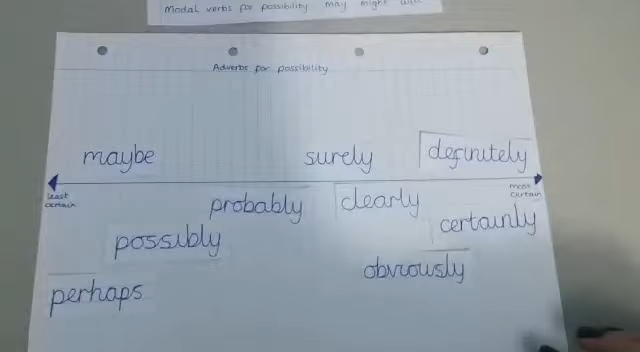 Modal verbs for possibility may might will
Adverbs for possibility
maybe surely definitely
least certain most certain
probably clearly certainly
possibly obviously
perhaps